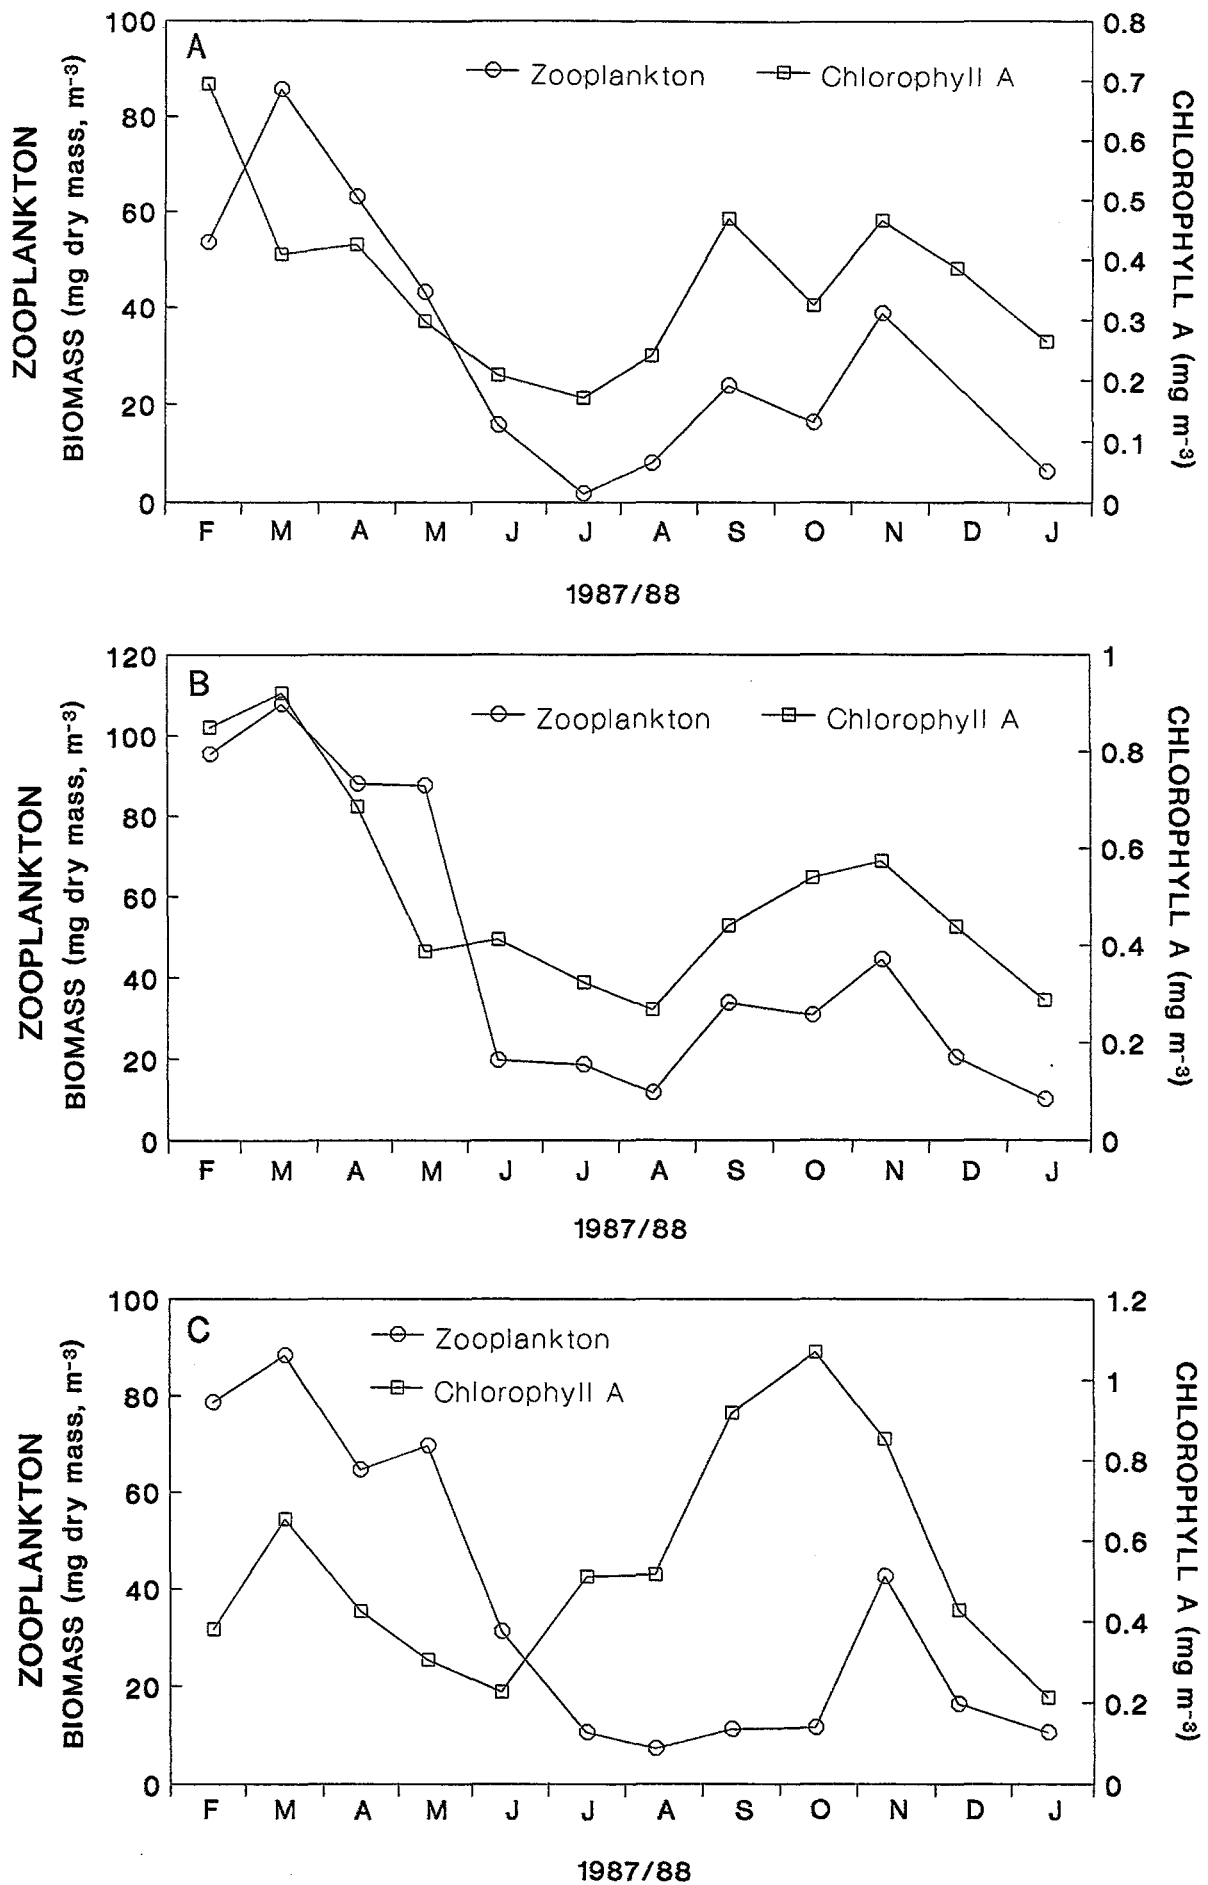 A
Zooplankton
Chlorophyll A
100
80
60
40
20
0
0.8
0.7
0.6
0.5
0.4
0.3
0.2
0.1
0
ZOOPLANKTON
BIOMASS (mg dry mass, m⁻³)
CHLOROPHYLL A (mg m⁻³)
F M A M J J A S O N D J
1987/88
B
Zooplankton
Chlorophyll A
120
100
80
60
40
20
0
1
0.8
0.6
0.4
0.2
0
ZOOPLANKTON
BIOMASS (mg dry mass, m⁻³)
CHLOROPHYLL A (mg m⁻³)
F M A M J J A S O N D J
1987/88
C
Zooplankton
Chlorophyll A
100
80
60
40
20
0
1.2
1
0.8
0.6
0.4
0.2
0
ZOOPLANKTON
BIOMASS (mg dry mass, m⁻³)
CHLOROPHYLL A (mg m⁻³)
F M A M J J A S O N D J
1987/88